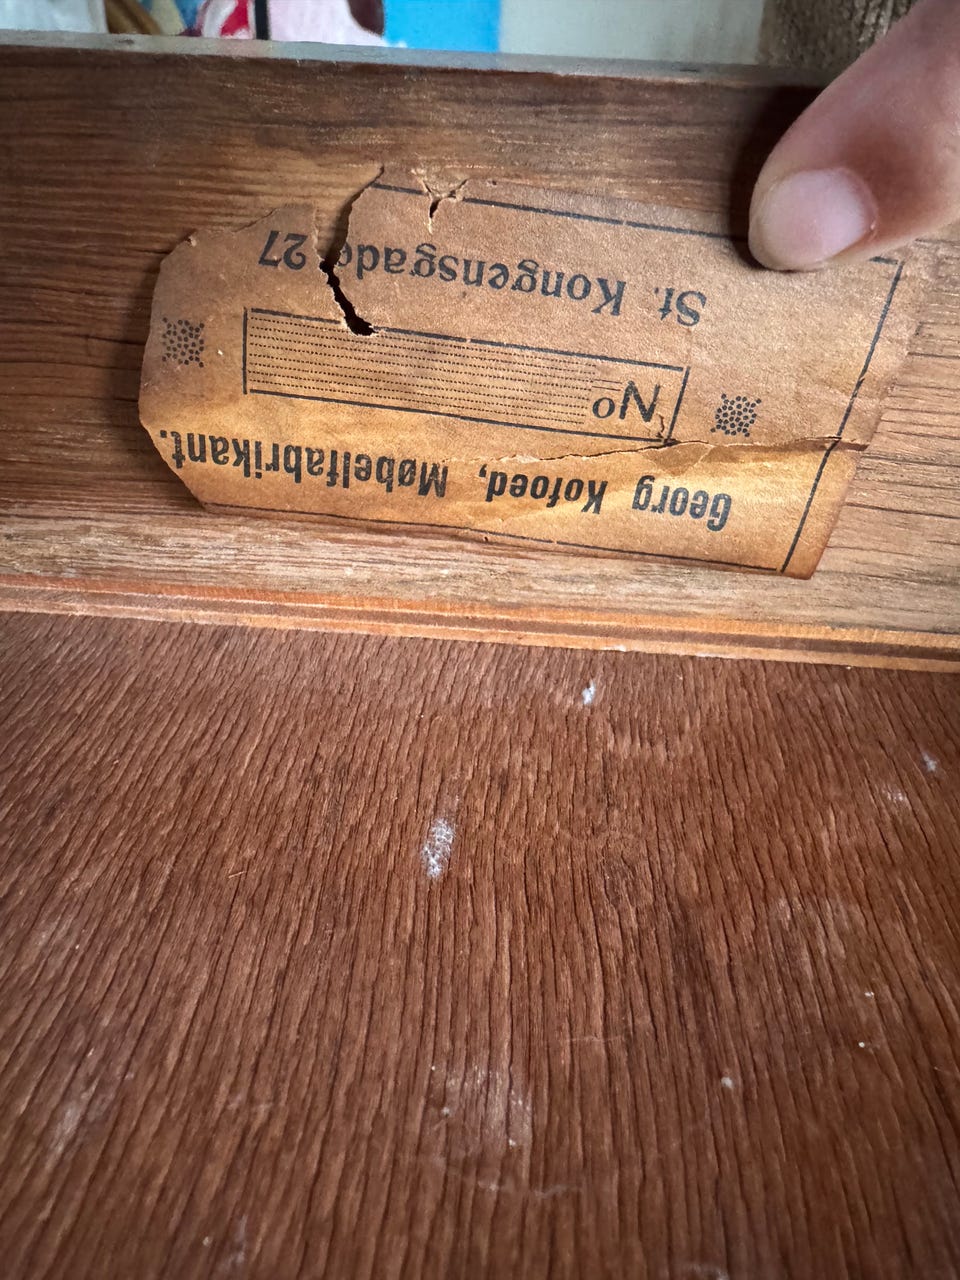 Georg Kofoed, Møbelfabrikant.
No
St. Kongensgade 27